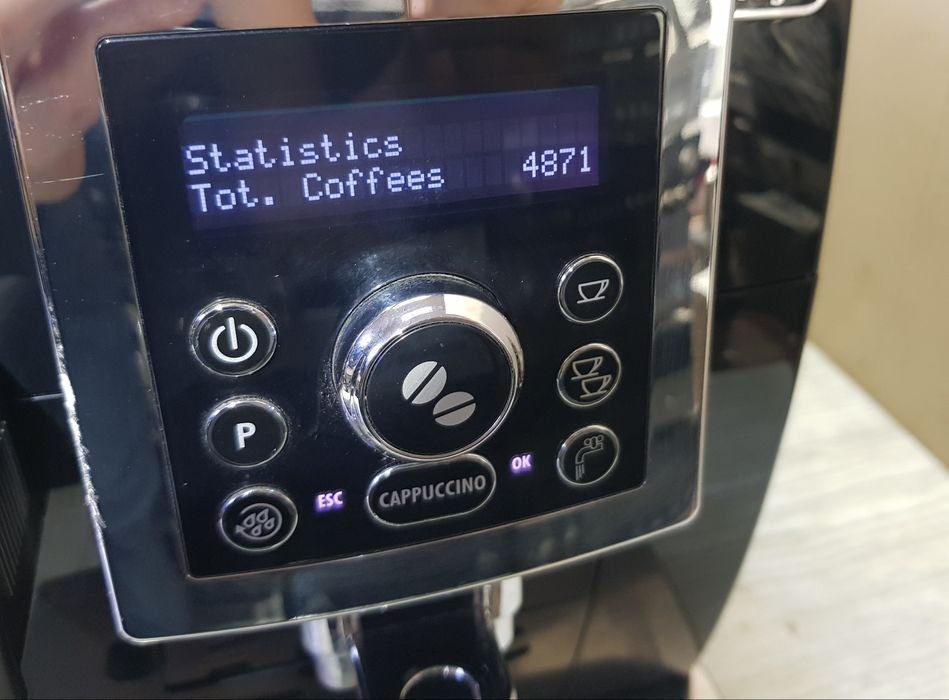 Statistics
Tot. Coffees 4871
P
ESC
CAPPUCCINO
OK